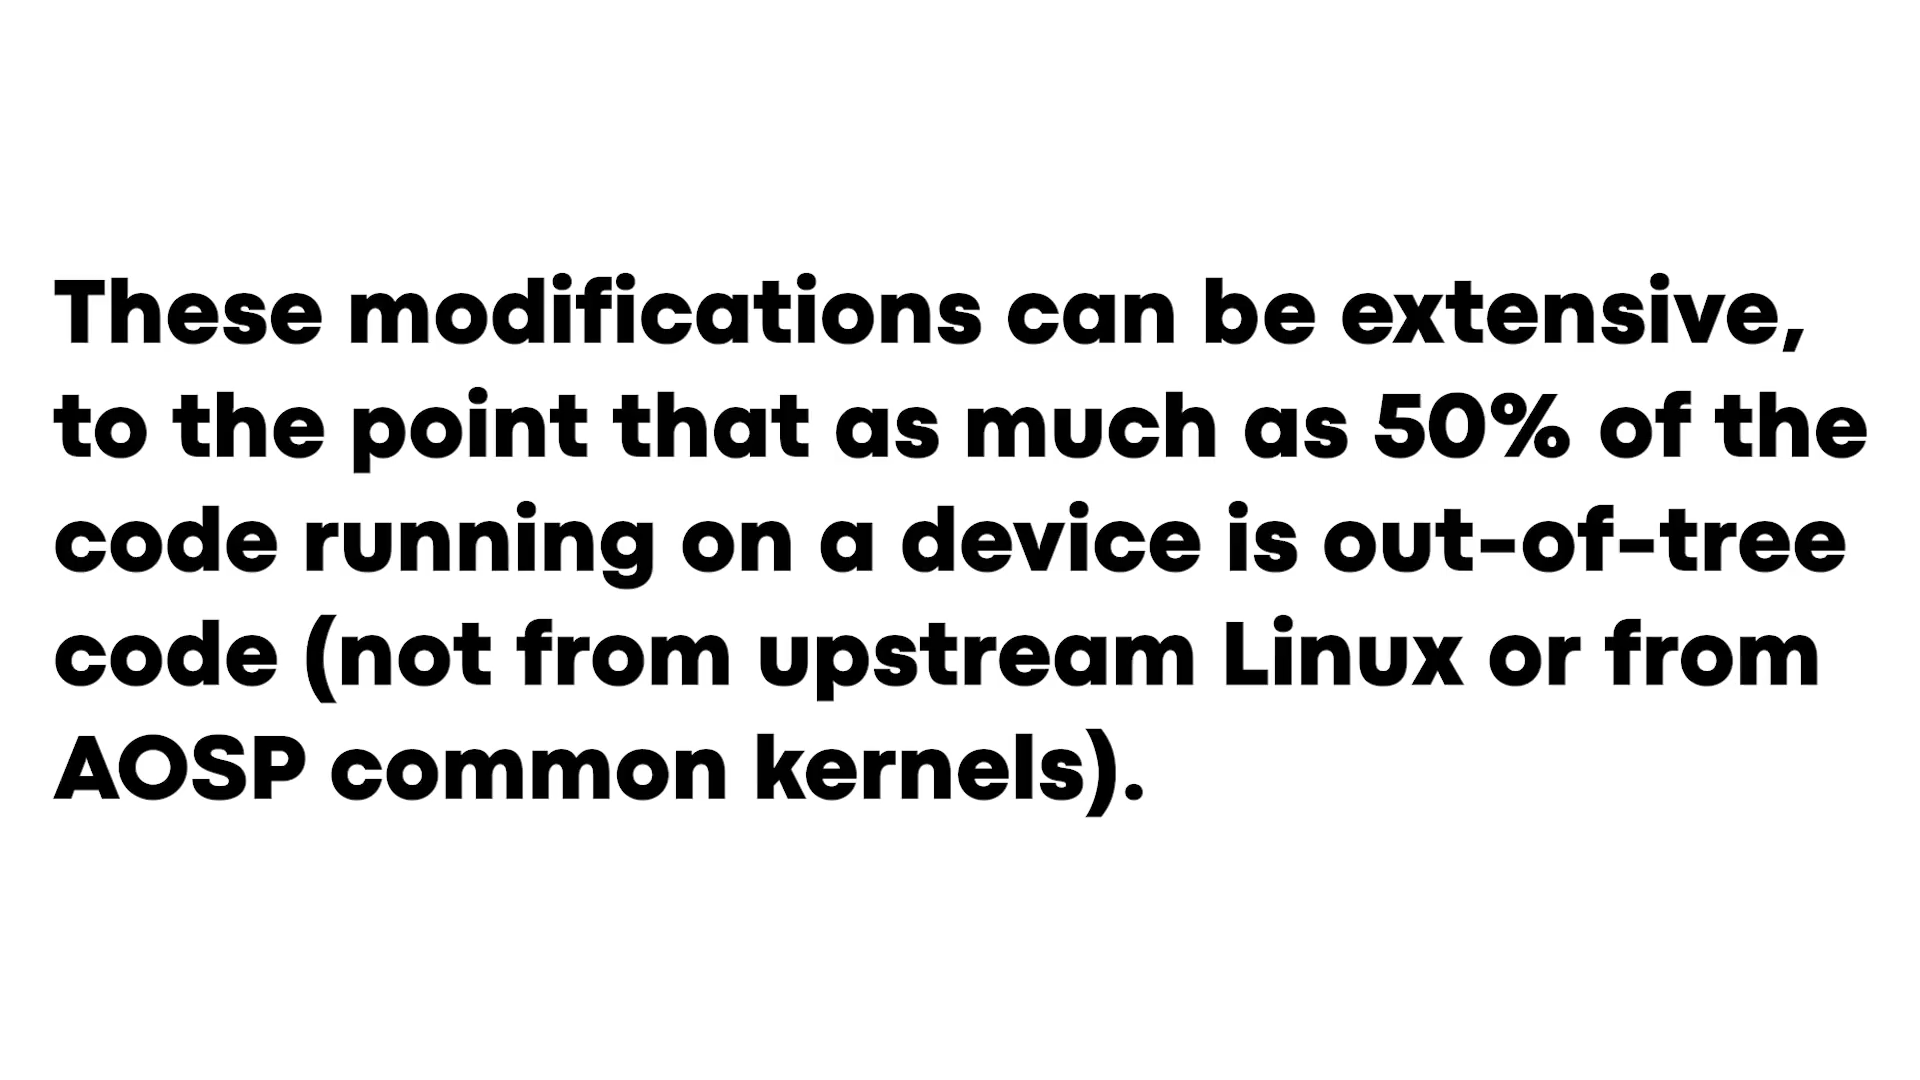 These modifications can be extensive,
to the point that as much as 50% of the
code running on a device is out-of-tree
code (not from upstream Linux or from
AOSP common kernels).